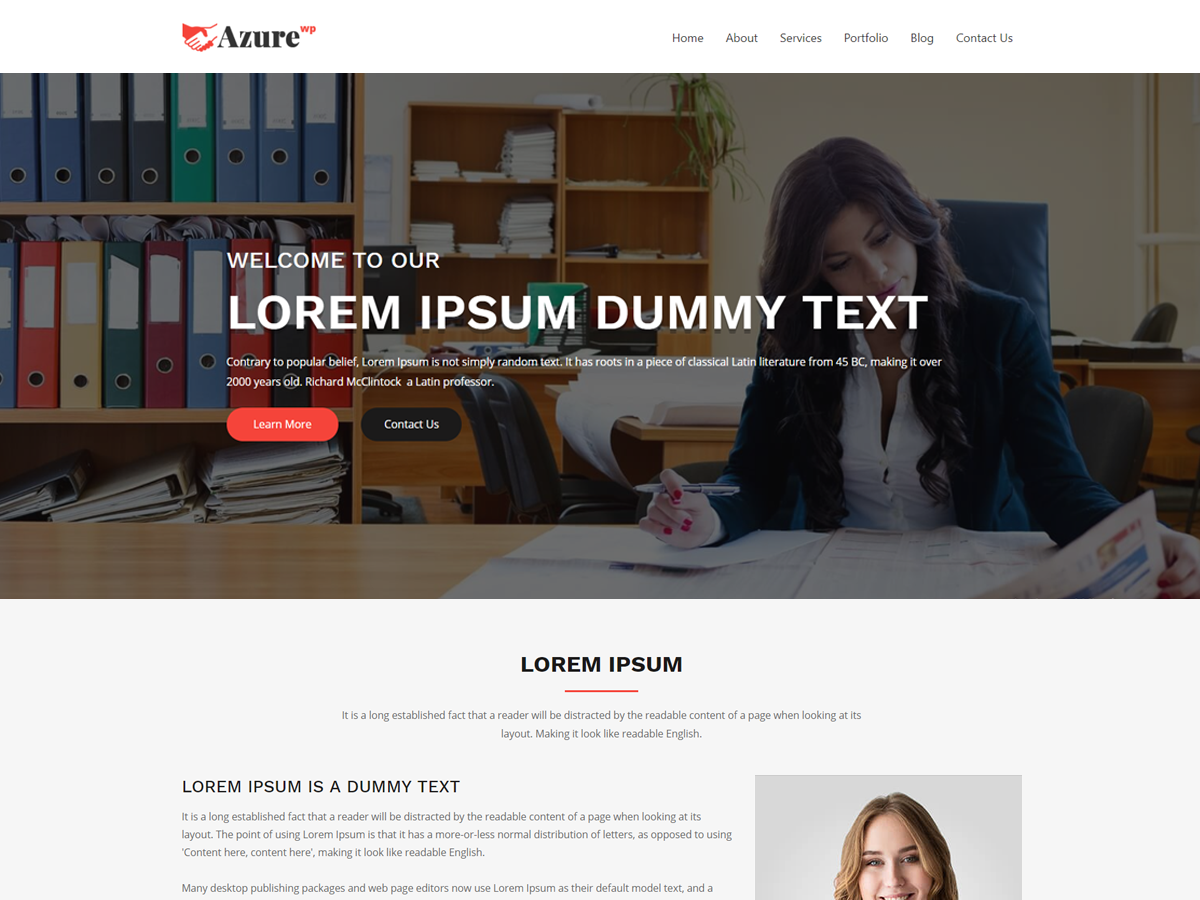 Azure wp
Home About Services Portfolio Blog Contact Us
WELCOME TO OUR
LOREM IPSUM DUMMY TEXT
Contrary to popular belief, Lorem Ipsum is not simply random text. It has roots in a piece of classical Latin literature from 45 BC, making it over
2000 years old. Richard McClintock a Latin professor.
Learn More Contact Us
LOREM IPSUM
It is a long established fact that a reader will be distracted by the readable content of a page when looking at its
layout. Making it look like readable English.
LOREM IPSUM IS A DUMMY TEXT
It is a long established fact that a reader will be distracted by the readable content of a page when looking at its
layout. The point of using Lorem Ipsum is that it has a more-or-less normal distribution of letters, as opposed to using
'Content here, content here', making it look like readable English.
Many desktop publishing packages and web page editors now use Lorem Ipsum as their default model text, and a